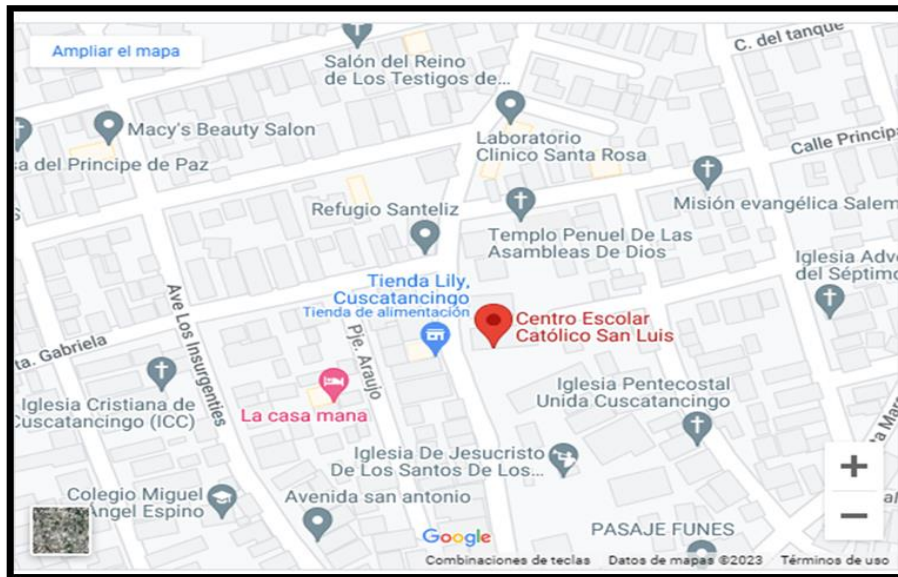 Ampliar el mapa
Salón del Reino
de Los Testigos de...
C. del tanque
Macy's Beauty Salon
Laboratorio
Clinico Santa Rosa
Calle Principa
sa del Principe de Paz
Refugio Santeliz
Misión evangélica Salem
Templo Penuel De Las
Asambleas De Dios
Iglesia Adv
del Séptimo
Tienda Lily,
Cuscatancingo
Tienda de alimentación
Centro Escolar
Católico San Luis
Ave Los Insurgenties
Pje. Araujo
ta. Gabriela
Iglesia Cristiana de
Cuscatancingo (ICC)
La casa mana
Iglesia Pentecostal
Unida Cuscatancingo
Iglesia De Jesucristo
De Los Santos De Los...
Colegio Miguel
Angel Espino
Avenida san antonio
PASAJE FUNES
Google
Combinaciones de teclas Datos de mapas ©2023 Términos de uso